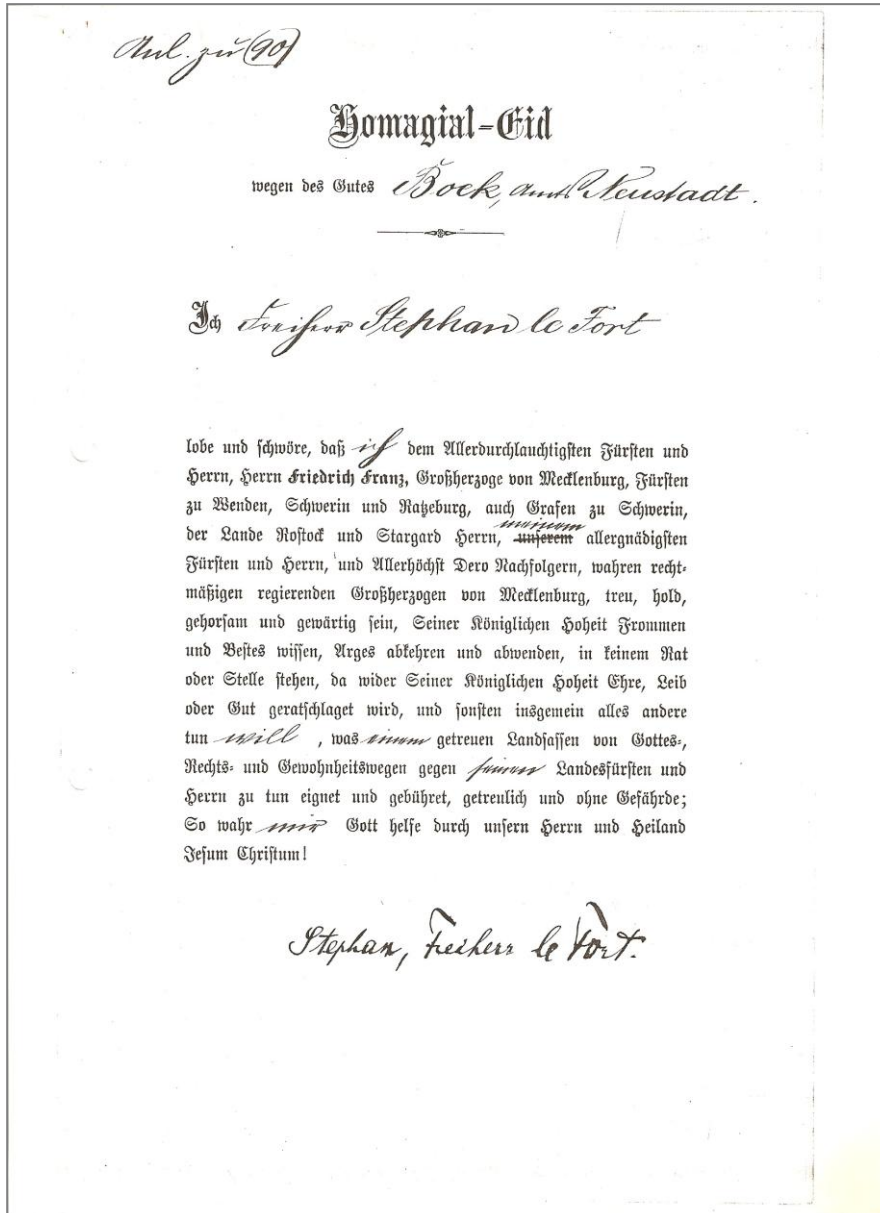 Anl. zu (90)
Homagial-Eid
wegen des Gutes Boek, Amts Neustadt.
Ich Freiherr Stephan le Fort
lobe und schwöre, daß ich dem Allerdurchlauchtigsten Fürsten und
Herrn, Herrn Friedrich Franz, Großherzoge von Mecklenburg, Fürsten
zu Wenden, Schwerin und Ratzeburg, auch Grafen zu Schwerin,
meinem
der Lande Rostock und Stargard Herrn, unserem allergnädigsten
Fürsten und Herrn, und Allerhöchst Dero Nachfolgern, wahren recht-
mäßigen regierenden Großherzogen von Mecklenburg, treu, hold,
gehorsam und gewärtig sein, Seiner Königlichen Hoheit Frommen
und Bestes wissen, Arges abkehren und abwenden, in keinem Rat
oder Stelle stehen, da wider Seiner Königlichen Hoheit Ehre, Leib
oder Gut geratschlaget wird, und sonsten insgemein alles andere
tun will, was einem getreuen Landsassen von Gottes-,
Rechts- und Gewohnheitswegen gegen seinen Landesfürsten und
Herrn zu tun eignet und gebühret, getreulich und ohne Gefährde;
So wahr mir Gott helfe durch unsern Herrn und Heiland
Jesum Christum!
Stephan, Freiherr le Fort.